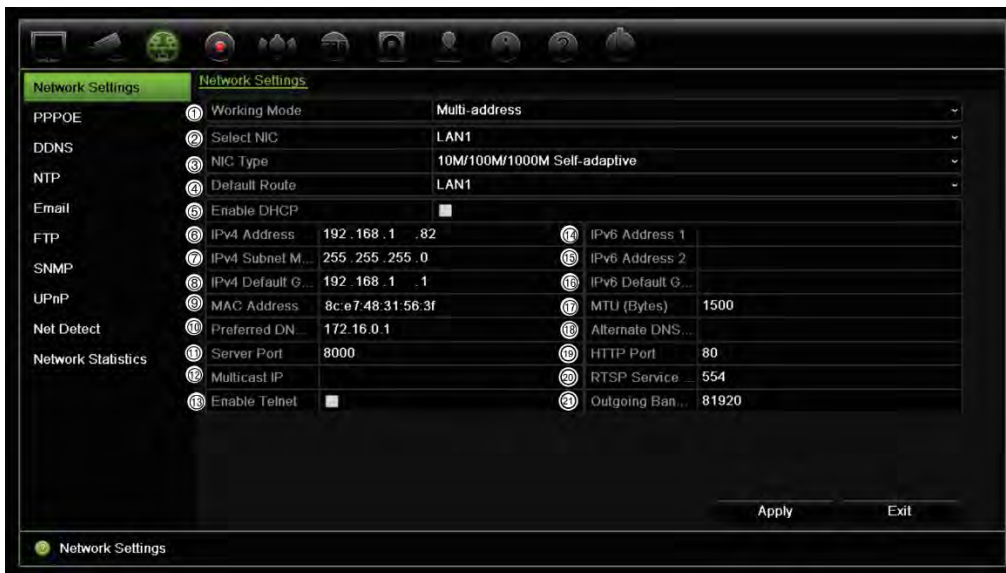 Network Settings
PPPOE
DDNS
NTP
Email
FTP
SNMP
UPnP
Net Detect
Network Statistics
Network Settings
① Working Mode Multi-address
② Select NIC LAN1
③ NIC Type 10M/100M/1000M Self-adaptive
④ Default Route LAN1
⑤ Enable DHCP
⑥ IPv4 Address 192 .168 .1 .82 ⑭ IPv6 Address 1
⑦ IPv4 Subnet M... 255 .255 .255 .0 ⑮ IPv6 Address 2
⑧ IPv4 Default G... 192 .168 .1 .1 ⑯ IPv6 Default G...
⑨ MAC Address 8c:e7:48:31:56:3f ⑰ MTU (Bytes) 1500
⑩ Preferred DN... 172.16.0.1 ⑱ Alternate DNS...
⑪ Server Port 8000 ⑲ HTTP Port 80
⑫ Multicast IP ⑳ RTSP Service ... 554
⑬ Enable Telnet ㉑ Outgoing Ban... 81920
Apply Exit
Network Settings